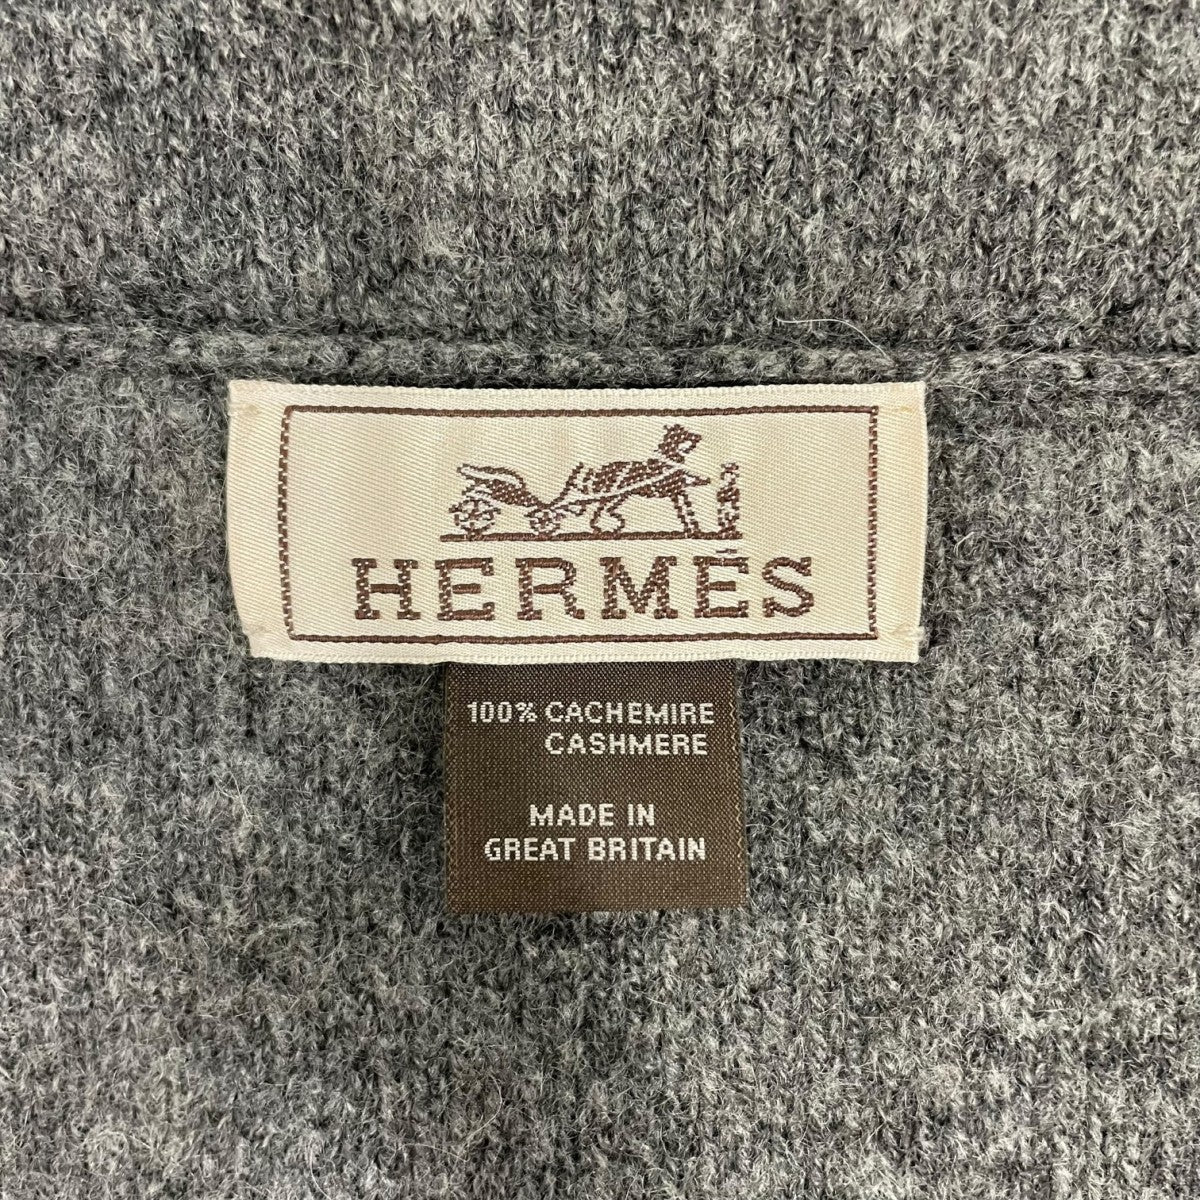 HERMÈS
100% CACHEMIRE
CASHMERE
MADE IN
GREAT BRITAIN